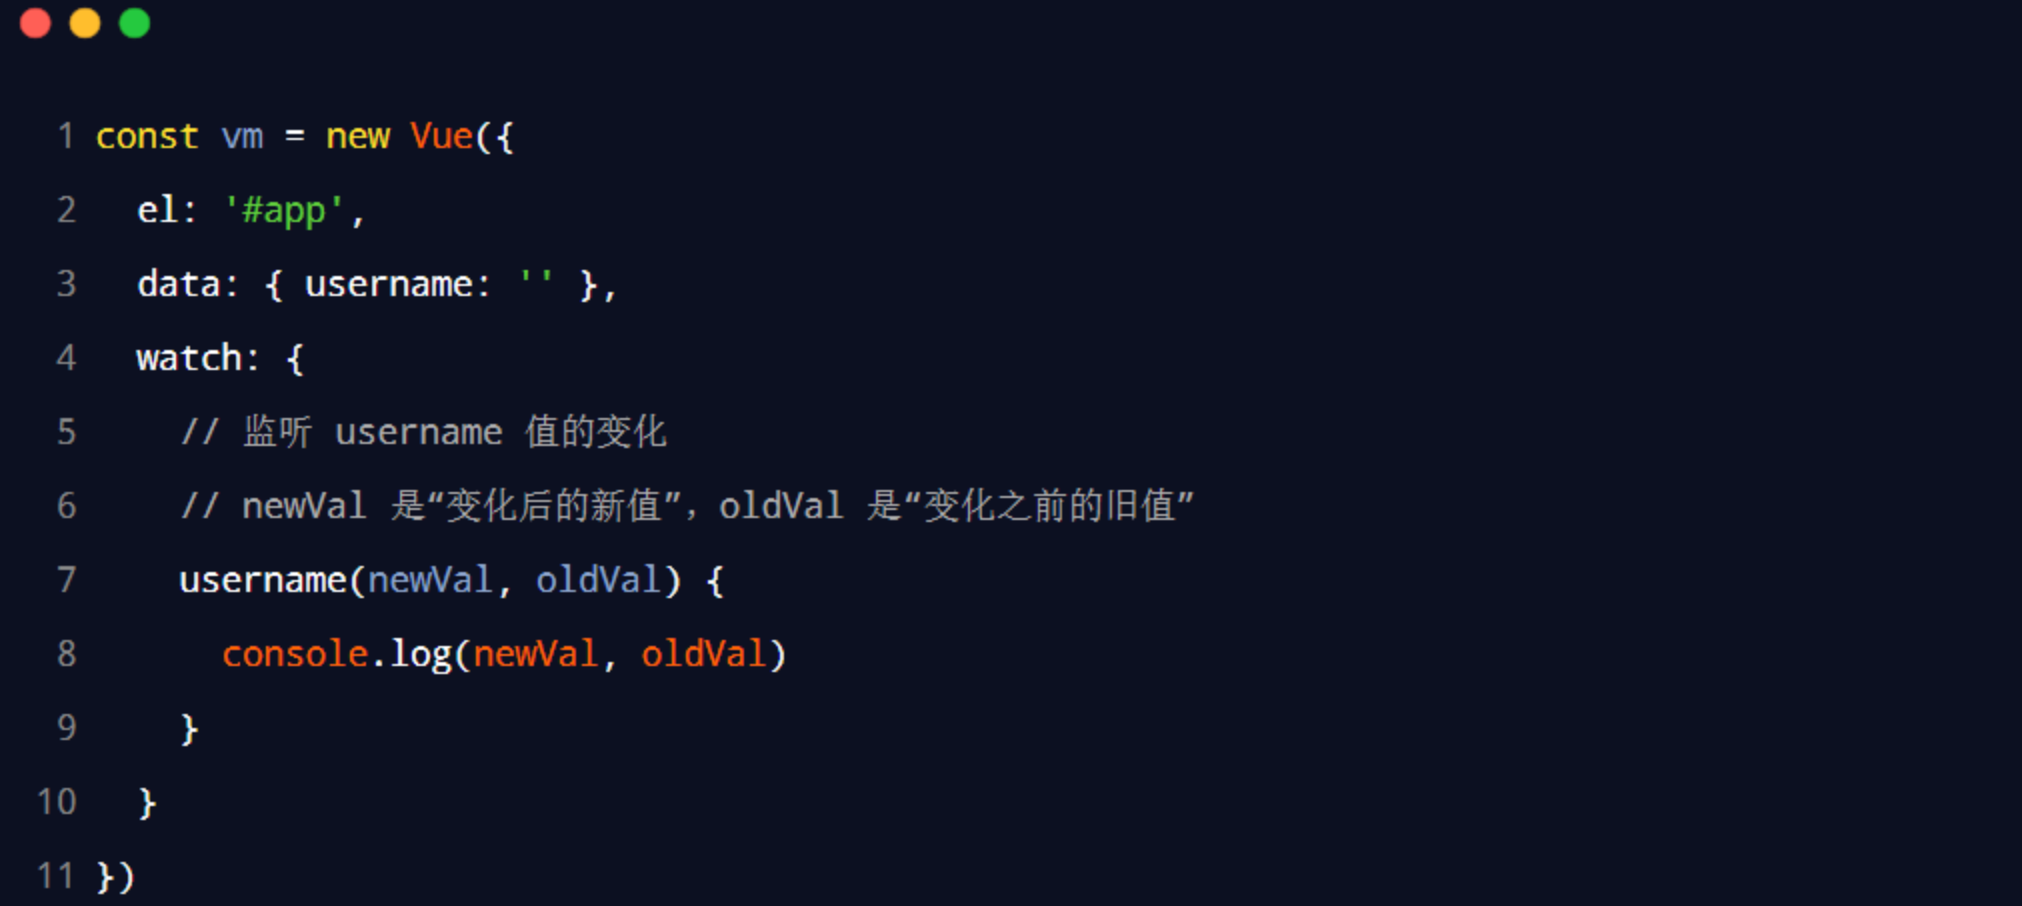 1 const vm = new Vue({
2   el: '#app',
3   data: { username: '' },
4   watch: {
5     // 监听 username 值的变化
6     // newVal 是“变化后的新值”，oldVal 是“变化之前的旧值”
7     username(newVal, oldVal) {
8       console.log(newVal, oldVal)
9     }
10   }
11 })